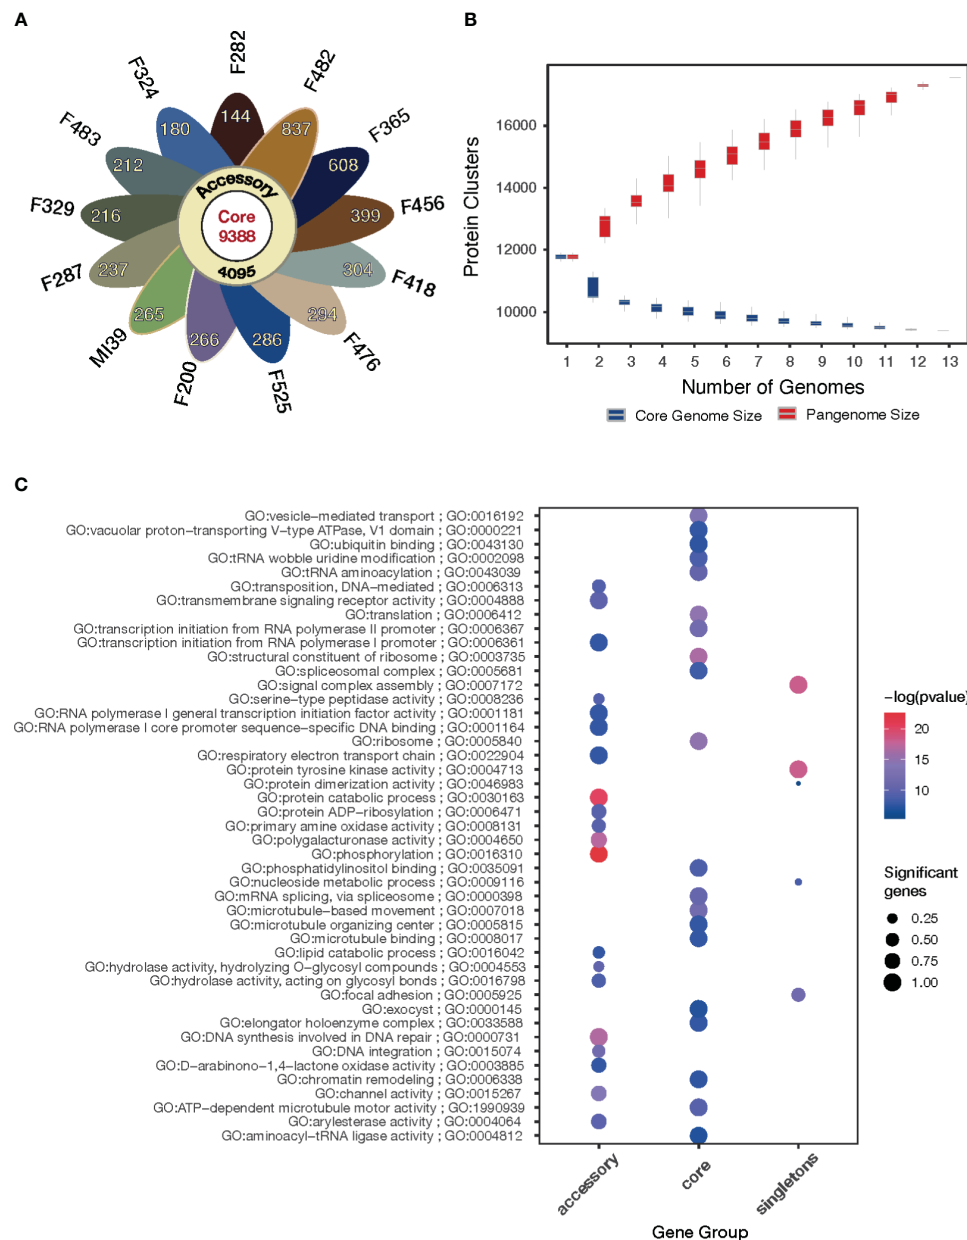 A
F282
F482
F365
F456
F418
F476
F525
F200
MI39
F287
F329
F483
F324
144
837
608
399
304
294
286
266
265
237
216
212
180
Accessory
Core
9388
4095
B
Protein Clusters
16000
14000
12000
10000
1 2 3 4 5 6 7 8 9 10 11 12 13
Number of Genomes
Core Genome Size Pangenome Size
C
GO:vesicle−mediated transport ; GO:0016192
GO:vacuolar proton−transporting V−type ATPase, V1 domain ; GO:0000221
GO:ubiquitin binding ; GO:0043130
GO:tRNA wobble uridine modification ; GO:0002098
GO:tRNA aminoacylation ; GO:0043039
GO:transposition, DNA−mediated ; GO:0006313
GO:transmembrane signaling receptor activity ; GO:0004888
GO:translation ; GO:0006412
GO:transcription initiation from RNA polymerase II promoter ; GO:0006367
GO:transcription initiation from RNA polymerase I promoter ; GO:0006361
GO:structural constituent of ribosome ; GO:0003735
GO:spliceosomal complex ; GO:0005681
GO:signal complex assembly ; GO:0007172
GO:serine−type peptidase activity ; GO:0008236
GO:RNA polymerase I general transcription initiation factor activity ; GO:0001181
GO:RNA polymerase I core promoter sequence−specific DNA binding ; GO:0001164
GO:ribosome ; GO:0005840
GO:respiratory electron transport chain ; GO:0022904
GO:protein tyrosine kinase activity ; GO:0004713
GO:protein dimerization activity ; GO:0046983
GO:protein catabolic process ; GO:0030163
GO:protein ADP−ribosylation ; GO:0006471
GO:primary amine oxidase activity ; GO:0008131
GO:polygalacturonase activity ; GO:0004650
GO:phosphorylation ; GO:0016310
GO:phosphatidylinositol binding ; GO:0035091
GO:nucleoside metabolic process ; GO:0009116
GO:mRNA splicing, via spliceosome ; GO:0000398
GO:microtubule−based movement ; GO:0007018
GO:microtubule organizing center ; GO:0005815
GO:microtubule binding ; GO:0008017
GO:lipid catabolic process ; GO:0016042
GO:hydrolase activity, hydrolyzing O−glycosyl compounds ; GO:0004553
GO:hydrolase activity, acting on glycosyl bonds ; GO:0016798
GO:focal adhesion ; GO:0005925
GO:exocyst ; GO:0000145
GO:elongator holoenzyme complex ; GO:0033588
GO:DNA synthesis involved in DNA repair ; GO:0000731
GO:DNA integration ; GO:0015074
GO:D−arabinono−1,4−lactone oxidase activity ; GO:0003885
GO:chromatin remodeling ; GO:0006338
GO:channel activity ; GO:0015267
GO:ATP−dependent microtubule motor activity ; GO:1990939
GO:arylesterase activity ; GO:0004064
GO:aminoacyl−tRNA ligase activity ; GO:0004812
accessory
core
singletons
Gene Group
−log(pvalue)
20
15
10
Significant
genes
0.25
0.50
0.75
1.00